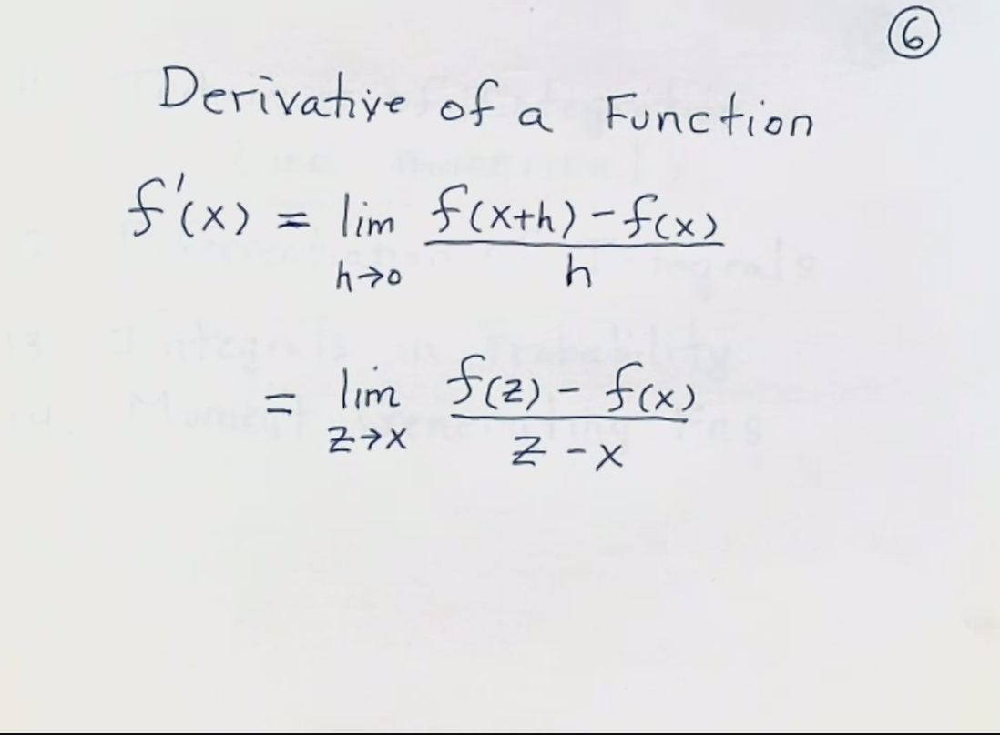 ⑥
Derivative of a Function
f'(x) = lim f(x+h) - f(x)
h→0 h
= lim f(z) - f(x)
z→x z - x